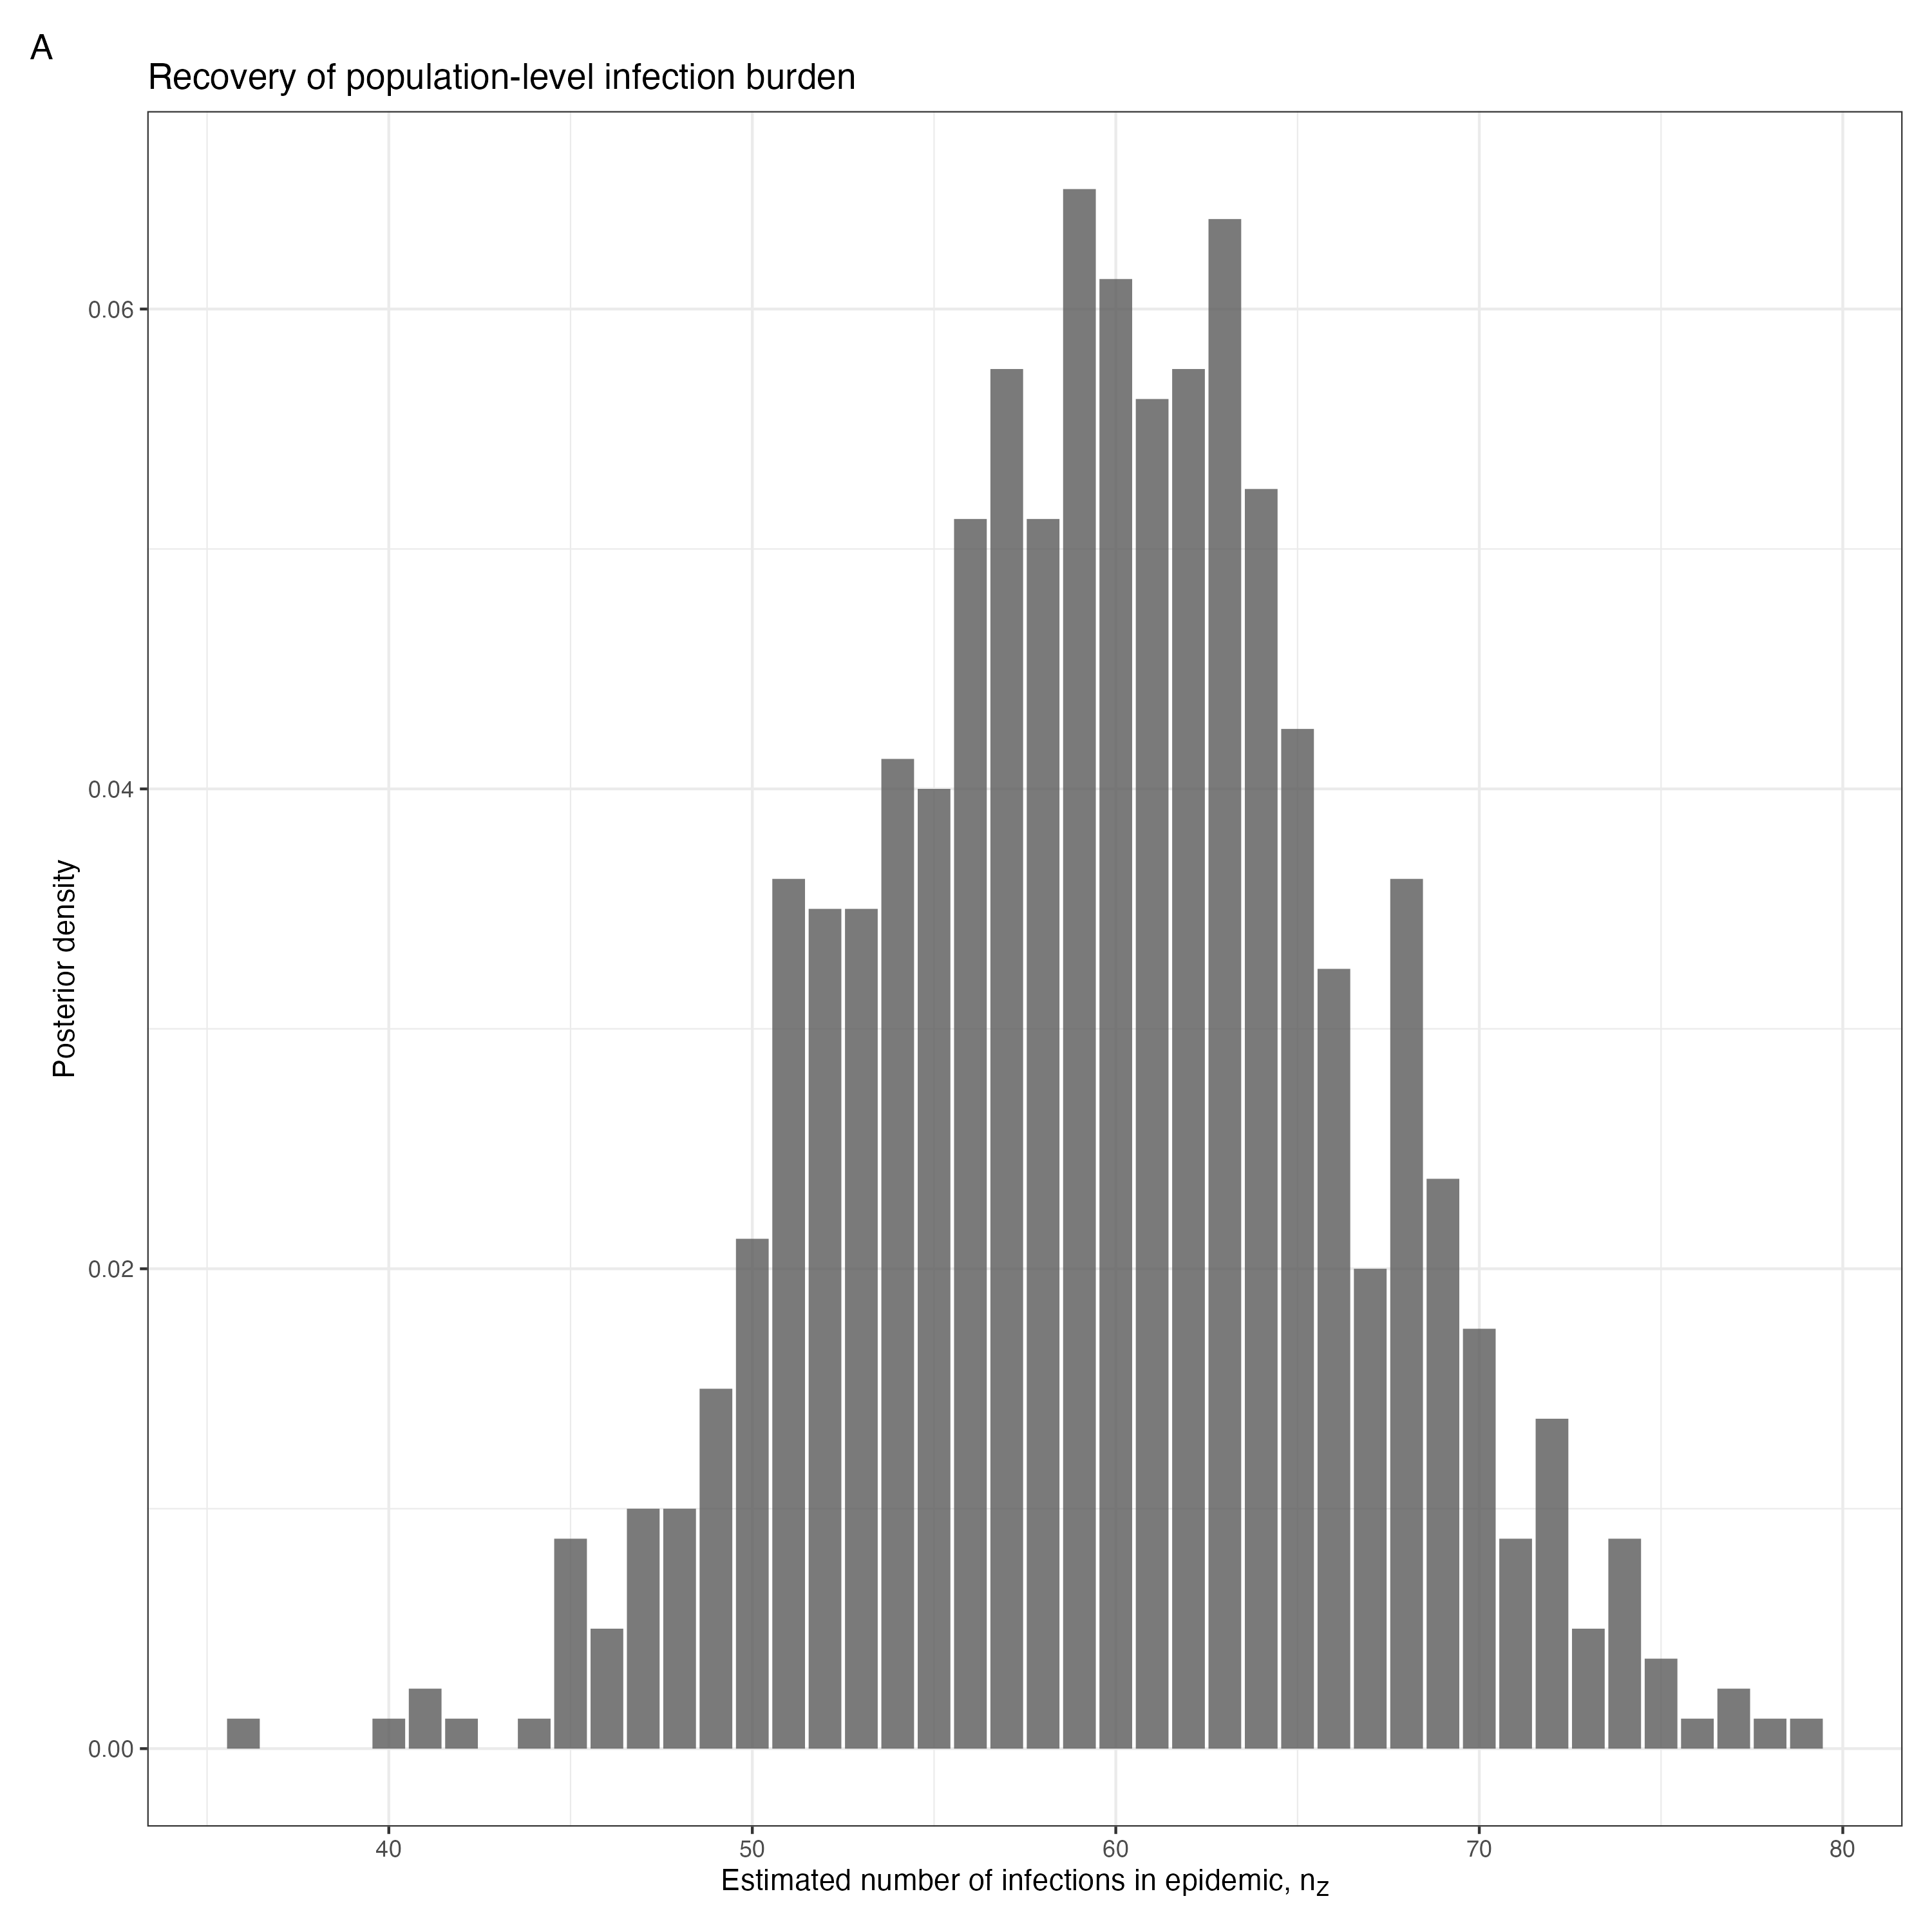 A
Recovery of population-level infection burden
0.06
0.04
0.02
0.00
Posterior density
40 50 60 70 80
Estimated number of infections in epidemic, nz